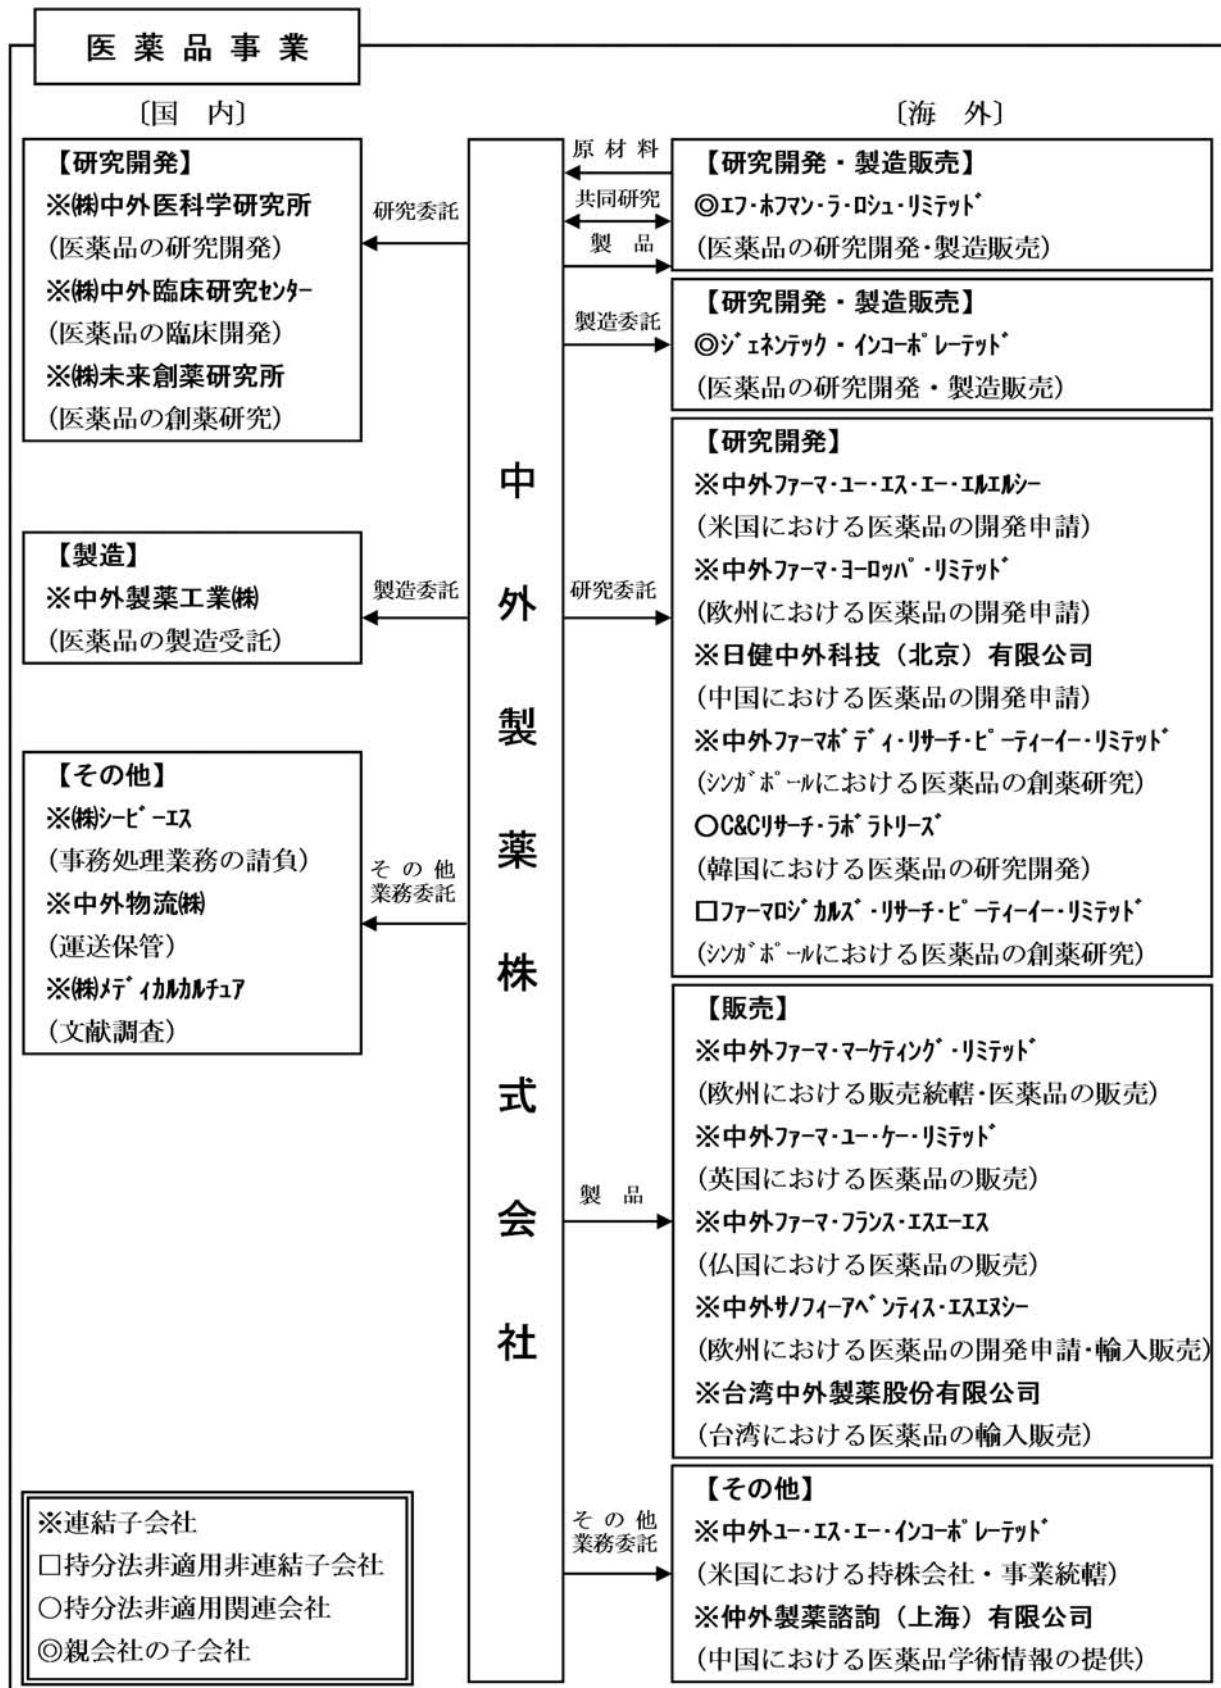 医薬品事業
〔国 内〕
【研究開発】
※㈱中外医科学研究所
(医薬品の研究開発)
※㈱中外臨床研究ｾﾝﾀｰ
(医薬品の臨床開発)
※㈱未来創薬研究所
(医薬品の創薬研究)
研究委託
【製造】
※中外製薬工業㈱
(医薬品の製造受託)
製造委託
【その他】
※㈱ｼｰﾋﾞｰｴｽ
(事務処理業務の請負)
※中外物流㈱
(運送保管)
※㈱ﾒﾃﾞｨｶﾙｶﾙﾁｭｱ
(文献調査)
その他
業務委託
※連結子会社
□持分法非適用非連結子会社
○持分法非適用関連会社
◎親会社の子会社
中外製薬株式会社
〔海 外〕
原材料
共同研究
製 品
【研究開発・製造販売】
◎ｴﾌ･ﾎﾌﾏﾝ･ﾗ･ﾛｼｭ･ﾘﾐﾃｯﾄﾞ
(医薬品の研究開発･製造販売)
製造委託
【研究開発・製造販売】
◎ｼﾞｪﾈﾝﾃｯｸ・ｲﾝｺｰﾎﾟﾚｰﾃｯﾄﾞ
(医薬品の研究開発・製造販売)
研究委託
【研究開発】
※中外ﾌｧｰﾏ･ﾕｰ･ｴｽ･ｴｰ･ｴﾙｴﾙｼｰ
(米国における医薬品の開発申請)
※中外ﾌｧｰﾏ･ﾖｰﾛｯﾊﾟ･ﾘﾐﾃｯﾄﾞ
(欧州における医薬品の開発申請)
※日健中外科技（北京）有限公司
(中国における医薬品の開発申請)
※中外ﾌｧｰﾏﾎﾞﾃﾞｨ･ﾘｻｰﾁ･ﾋﾟｰﾃｨｰｲｰ･ﾘﾐﾃｯﾄﾞ
(ｼﾝｶﾞﾎﾟｰﾙにおける医薬品の創薬研究)
○C&Cﾘｻｰﾁ･ﾗﾎﾞﾗﾄﾘｰｽﾞ
(韓国における医薬品の研究開発)
□ﾌｧｰﾏﾛｼﾞｶﾙｽﾞ･ﾘｻｰﾁ･ﾋﾟｰﾃｨｰｲｰ･ﾘﾐﾃｯﾄﾞ
(ｼﾝｶﾞﾎﾟｰﾙにおける医薬品の創薬研究)
製 品
【販売】
※中外ﾌｧｰﾏ･ﾏｰｹﾃｨﾝｸﾞ･ﾘﾐﾃｯﾄﾞ
(欧州における販売統轄･医薬品の販売)
※中外ﾌｧｰﾏ･ﾕｰ･ｹｰ･ﾘﾐﾃｯﾄﾞ
(英国における医薬品の販売)
※中外ﾌｧｰﾏ･ﾌﾗﾝｽ･ｴｽｴｰｴｽ
(仏国における医薬品の販売)
※中外ｻﾉﾌｨｰｱﾍﾞﾝﾃｨｽ･ｴｽｴﾇｼｰ
(欧州における医薬品の開発申請･輸入販売)
※台湾中外製薬股份有限公司
(台湾における医薬品の輸入販売)
その他
業務委託
【その他】
※中外ﾕｰ･ｴｽ･ｴｰ･ｲﾝｺｰﾎﾟﾚｰﾃｯﾄﾞ
(米国における持株会社・事業統轄)
※仲外製薬諮詢（上海）有限公司
(中国における医薬品学術情報の提供)